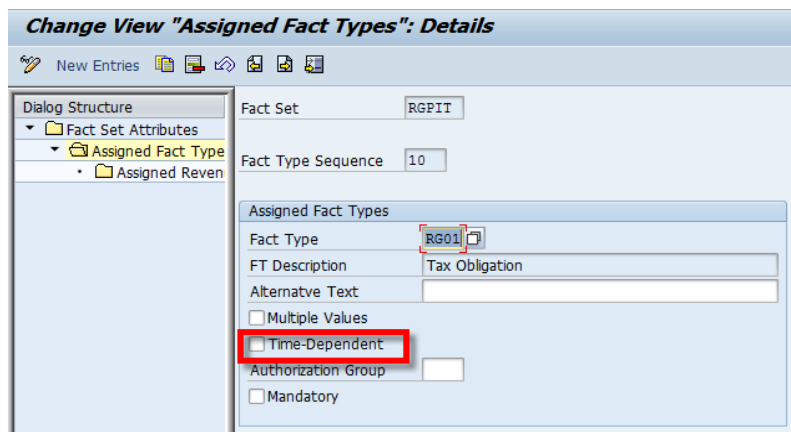 Change View "Assigned Fact Types": Details
New Entries
Dialog Structure
Fact Set Attributes
Assigned Fact Type
Assigned Reven
Fact Set RGPIT
Fact Type Sequence 10
Assigned Fact Types
Fact Type RG01
FT Description Tax Obligation
Alternatve Text
Multiple Values
Time-Dependent
Authorization Group
Mandatory